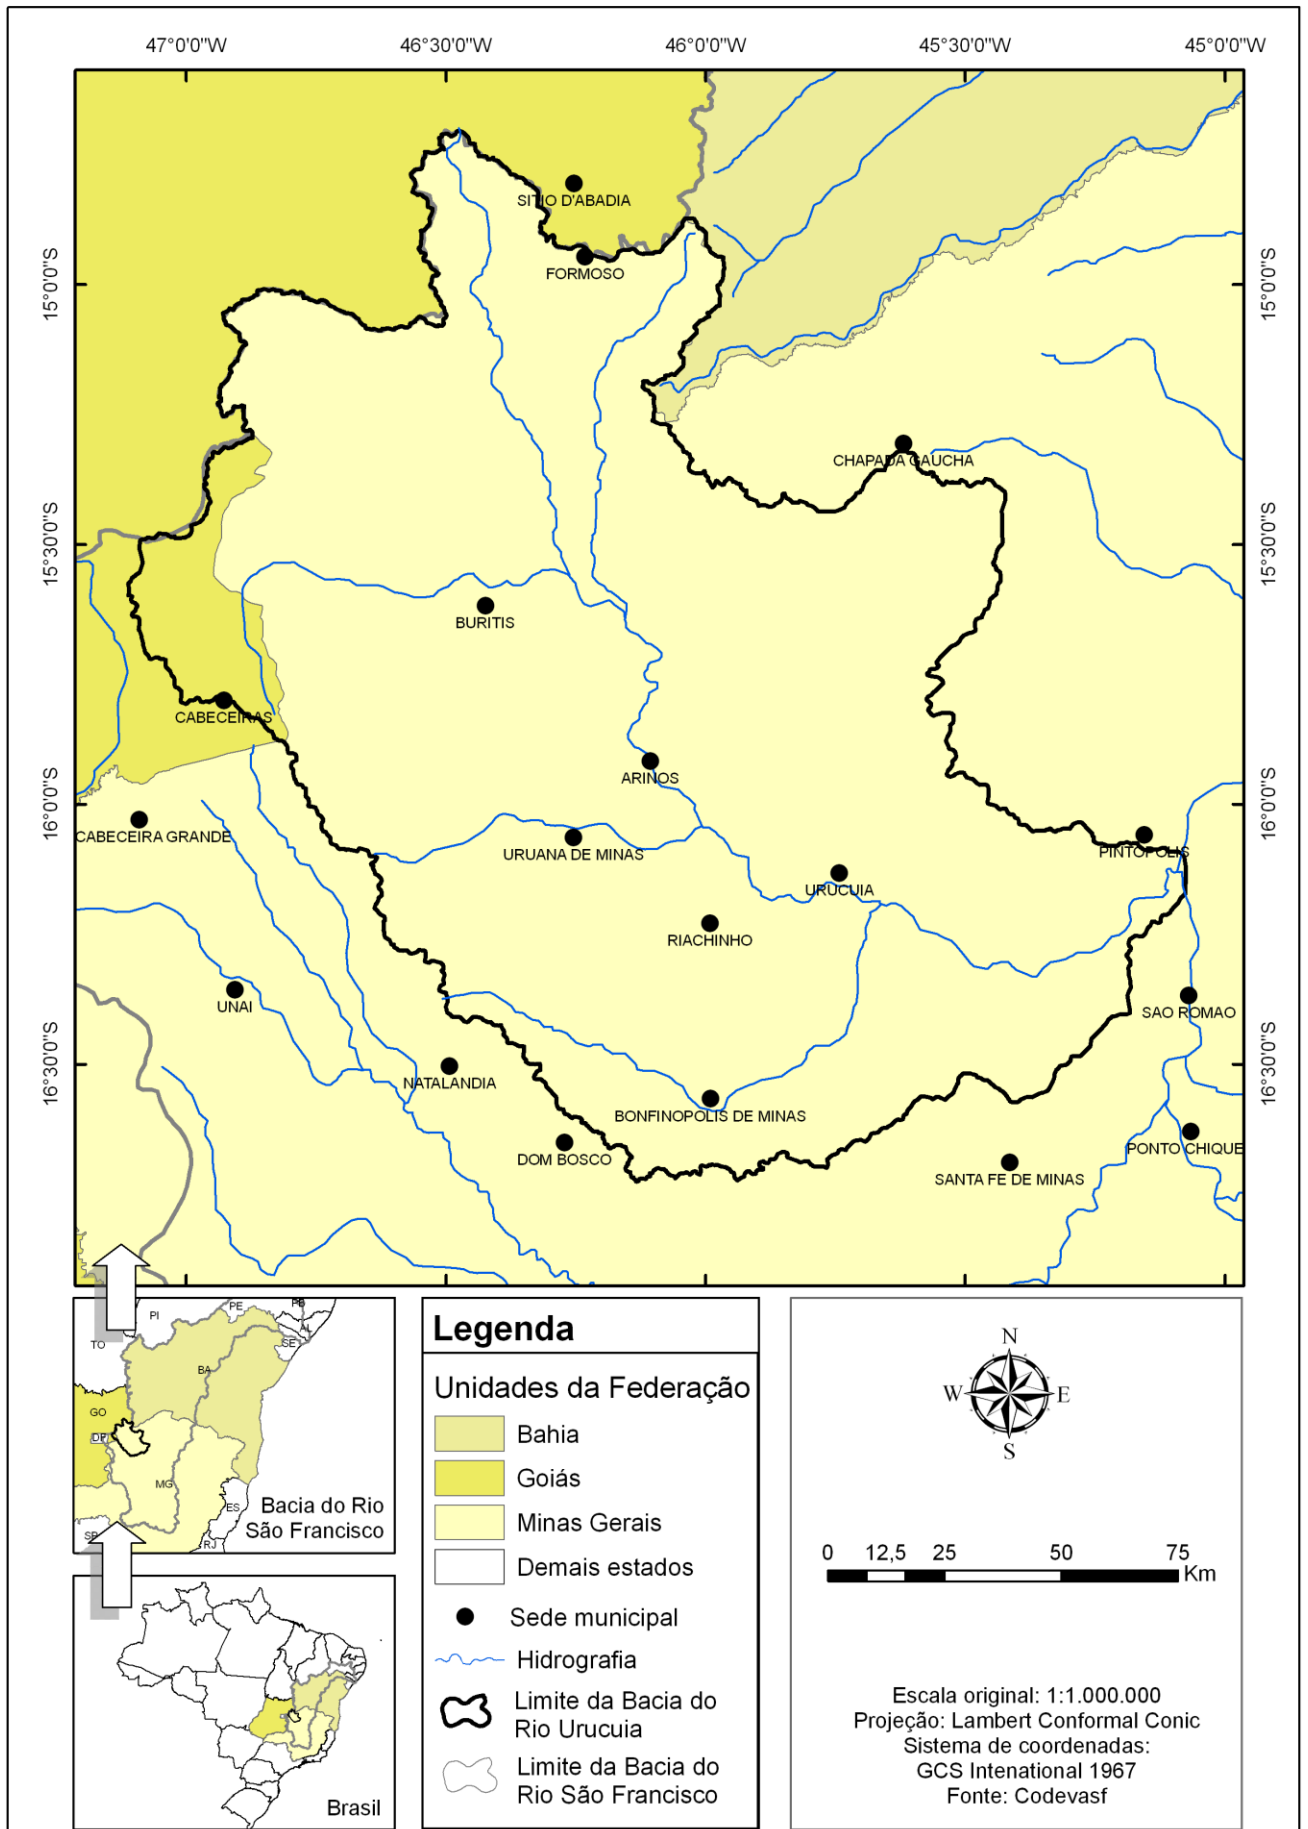 47°0'0"W
46°30'0"W
46°0'0"W
45°30'0"W
45°0'0"W
15°0'0"S
15°0'0"S
15°30'0"S
15°30'0"S
16°0'0"S
16°0'0"S
16°30'0"S
16°30'0"S
SITIO D'ABADIA
FORMOSO
CHAPADA GAUCHA
BURITIS
CABECEIRAS
ARINOS
CABECEIRA GRANDE
URUANA DE MINAS
PINTOPOLIS
URUCUIA
RIACHINHO
UNAI
SAO ROMAO
NATALANDIA
BONFINOPOLIS DE MINAS
DOM BOSCO
PONTO CHIQUE
SANTA FE DE MINAS
PI
PE
PB
AL
SE
TO
BA
GO
DF
MG
ES
SP
RJ
Bacia do Rio
São Francisco
Brasil
Legenda
Unidades da Federação
Bahia
Goiás
Minas Gerais
Demais estados
Sede municipal
Hidrografia
Limite da Bacia do
Rio Urucuia
Limite da Bacia do
Rio São Francisco
N
W E
S
0 12,5 25 50 75
Km
Escala original: 1:1.000.000
Projeção: Lambert Conformal Conic
Sistema de coordenadas:
GCS Intenational 1967
Fonte: Codevasf